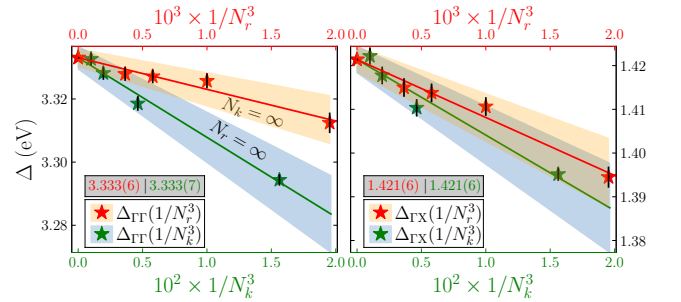 10³ × 1/N_r³ 10³ × 1/N_r³
0.0 0.5 1.0 1.5 2.0 0.0 0.5 1.0 1.5 2.0
Δ (eV)
3.32
3.30
3.28
N_k = ∞
N_r = ∞
3.333(6) | 3.333(7)
Δ_ΓΓ(1/N_r³)
Δ_ΓΓ(1/N_k³)
1.42
1.41
1.40
1.39
1.38
1.421(6) | 1.421(6)
Δ_ΓX(1/N_r³)
Δ_ΓX(1/N_k³)
0.0 0.5 1.0 1.5 2.0 0.0 0.5 1.0 1.5 2.0
10² × 1/N_k³ 10² × 1/N_k³